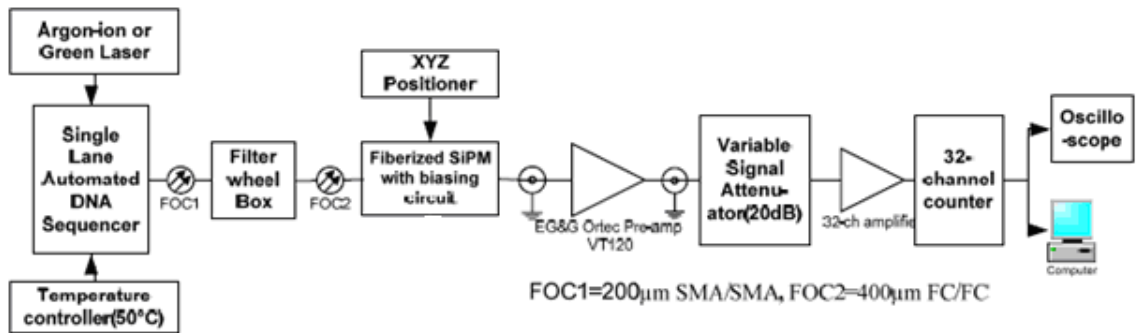 Argon-ion or
Green Laser
Single
Lane
Automated
DNA
Sequencer
Temperature
controller(50°C)
FOC1
Filter
wheel
Box
FOC2
XYZ
Positioner
Fiberized SiPM
with biasing
circuit
EG&G Ortec Pre-amp
VT120
Variable
Signal
Attenu-
ator(20dB)
32-ch amplifie
32-
channel
counter
Oscillo
-scope
Computer
FOC1=200µm SMA/SMA, FOC2=400µm FC/FC